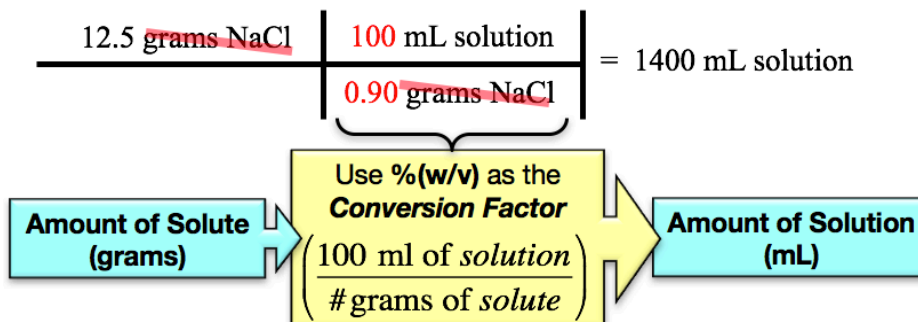 12.5 grams NaCl
100 mL solution
0.90 grams NaCl
= 1400 mL solution
Use %(w/v) as the
Conversion Factor
100 ml of solution
# grams of solute
Amount of Solute
(grams)
Amount of Solution
(mL)